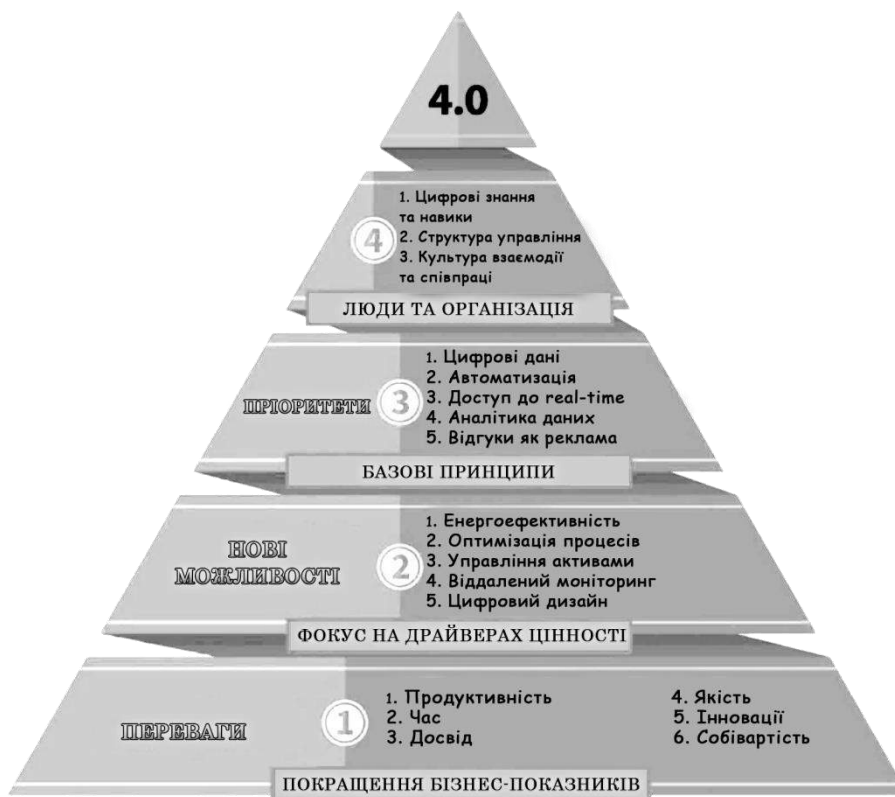 4.0
4
1. Цифрові знання
та навики
2. Структура управління
3. Культура взаємодії
та співпраці
ЛЮДИ ТА ОРГАНІЗАЦІЯ
ПРІОРИТЕТИ
3
1. Цифрові дані
2. Автоматизація
3. Доступ до real-time
4. Аналітика даних
5. Відгуки як реклама
БАЗОВІ ПРИНЦИПИ
НОВІ
МОЖЛИВОСТІ
2
1. Енергоефективність
2. Оптимізація процесів
3. Управління активами
4. Віддалений моніторинг
5. Цифровий дизайн
ФОКУС НА ДРАЙВЕРАХ ЦІННОСТІ
ПЕРЕВАГИ
1
1. Продуктивність
2. Час
3. Досвід
4. Якість
5. Інновації
6. Собівартість
ПОКРАЩЕННЯ БІЗНЕС-ПОКАЗНИКІВ